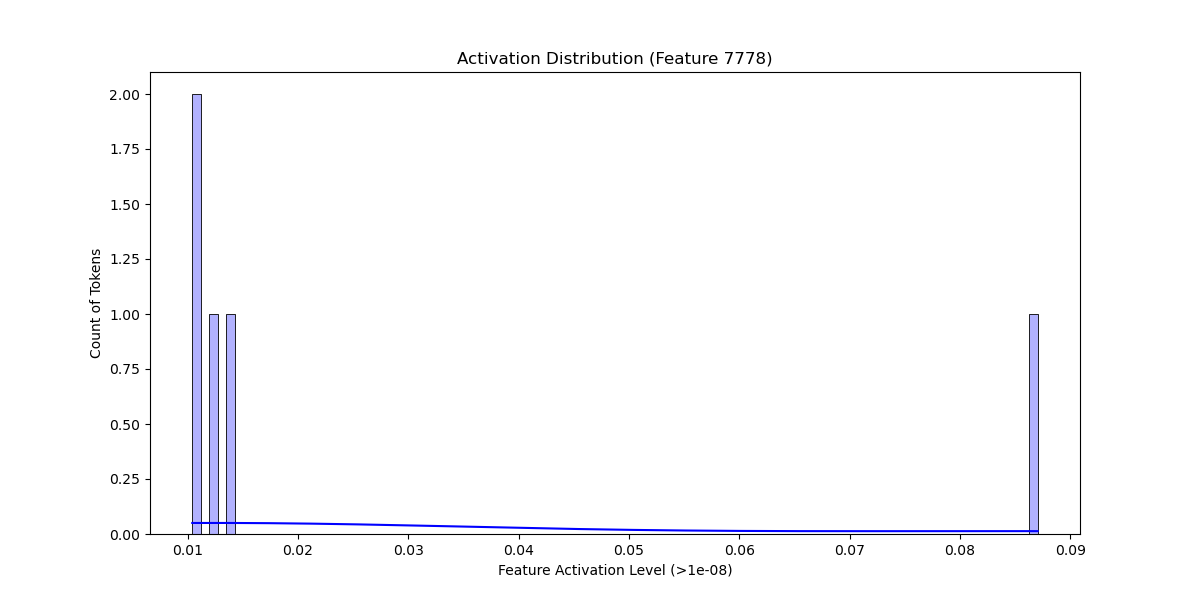 Activation Distribution (Feature 7778)
2.00
1.75
1.50
1.25
1.00
0.75
0.50
0.25
0.00
Count of Tokens
0.01 0.02 0.03 0.04 0.05 0.06 0.07 0.08 0.09
Feature Activation Level (>1e-08)